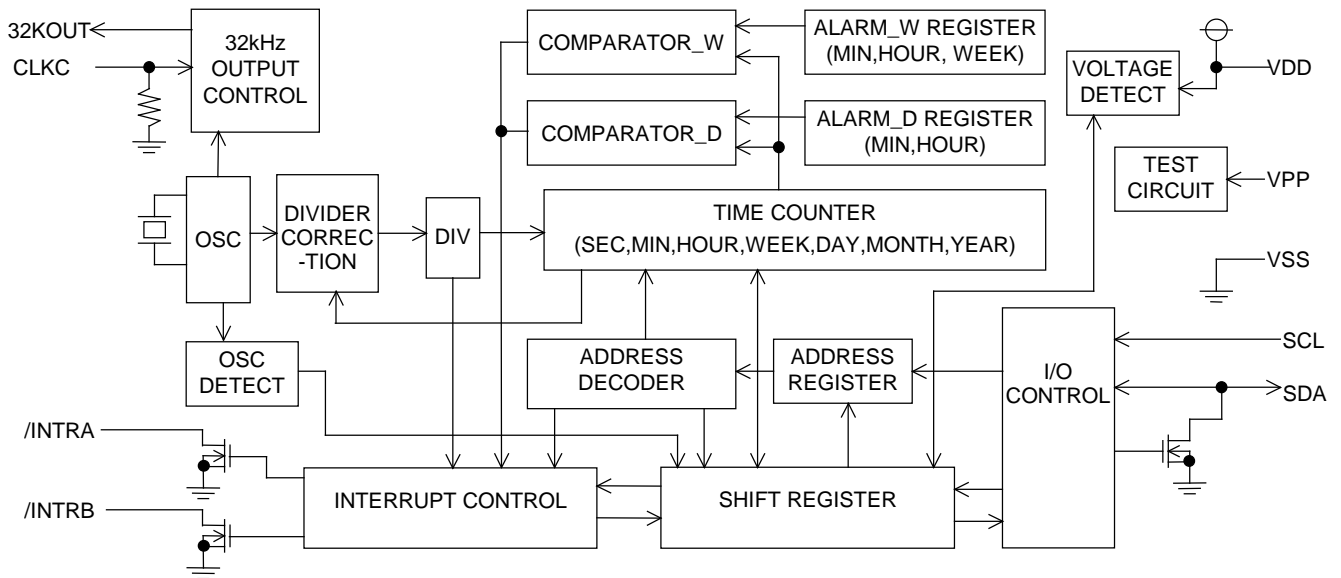 32KOUT
CLKC
32kHz
OUTPUT
CONTROL
COMPARATOR_W
ALARM_W REGISTER
(MIN,HOUR, WEEK)
VOLTAGE
DETECT
VDD
COMPARATOR_D
ALARM_D REGISTER
(MIN,HOUR)
TEST
CIRCUIT
VPP
OSC
DIVIDER
CORREC
-TION
DIV
TIME COUNTER
(SEC,MIN,HOUR,WEEK,DAY,MONTH,YEAR)
VSS
OSC
DETECT
ADDRESS
DECODER
ADDRESS
REGISTER
I/O
CONTROL
SCL
SDA
/INTRA
/INTRB
INTERRUPT CONTROL
SHIFT REGISTER